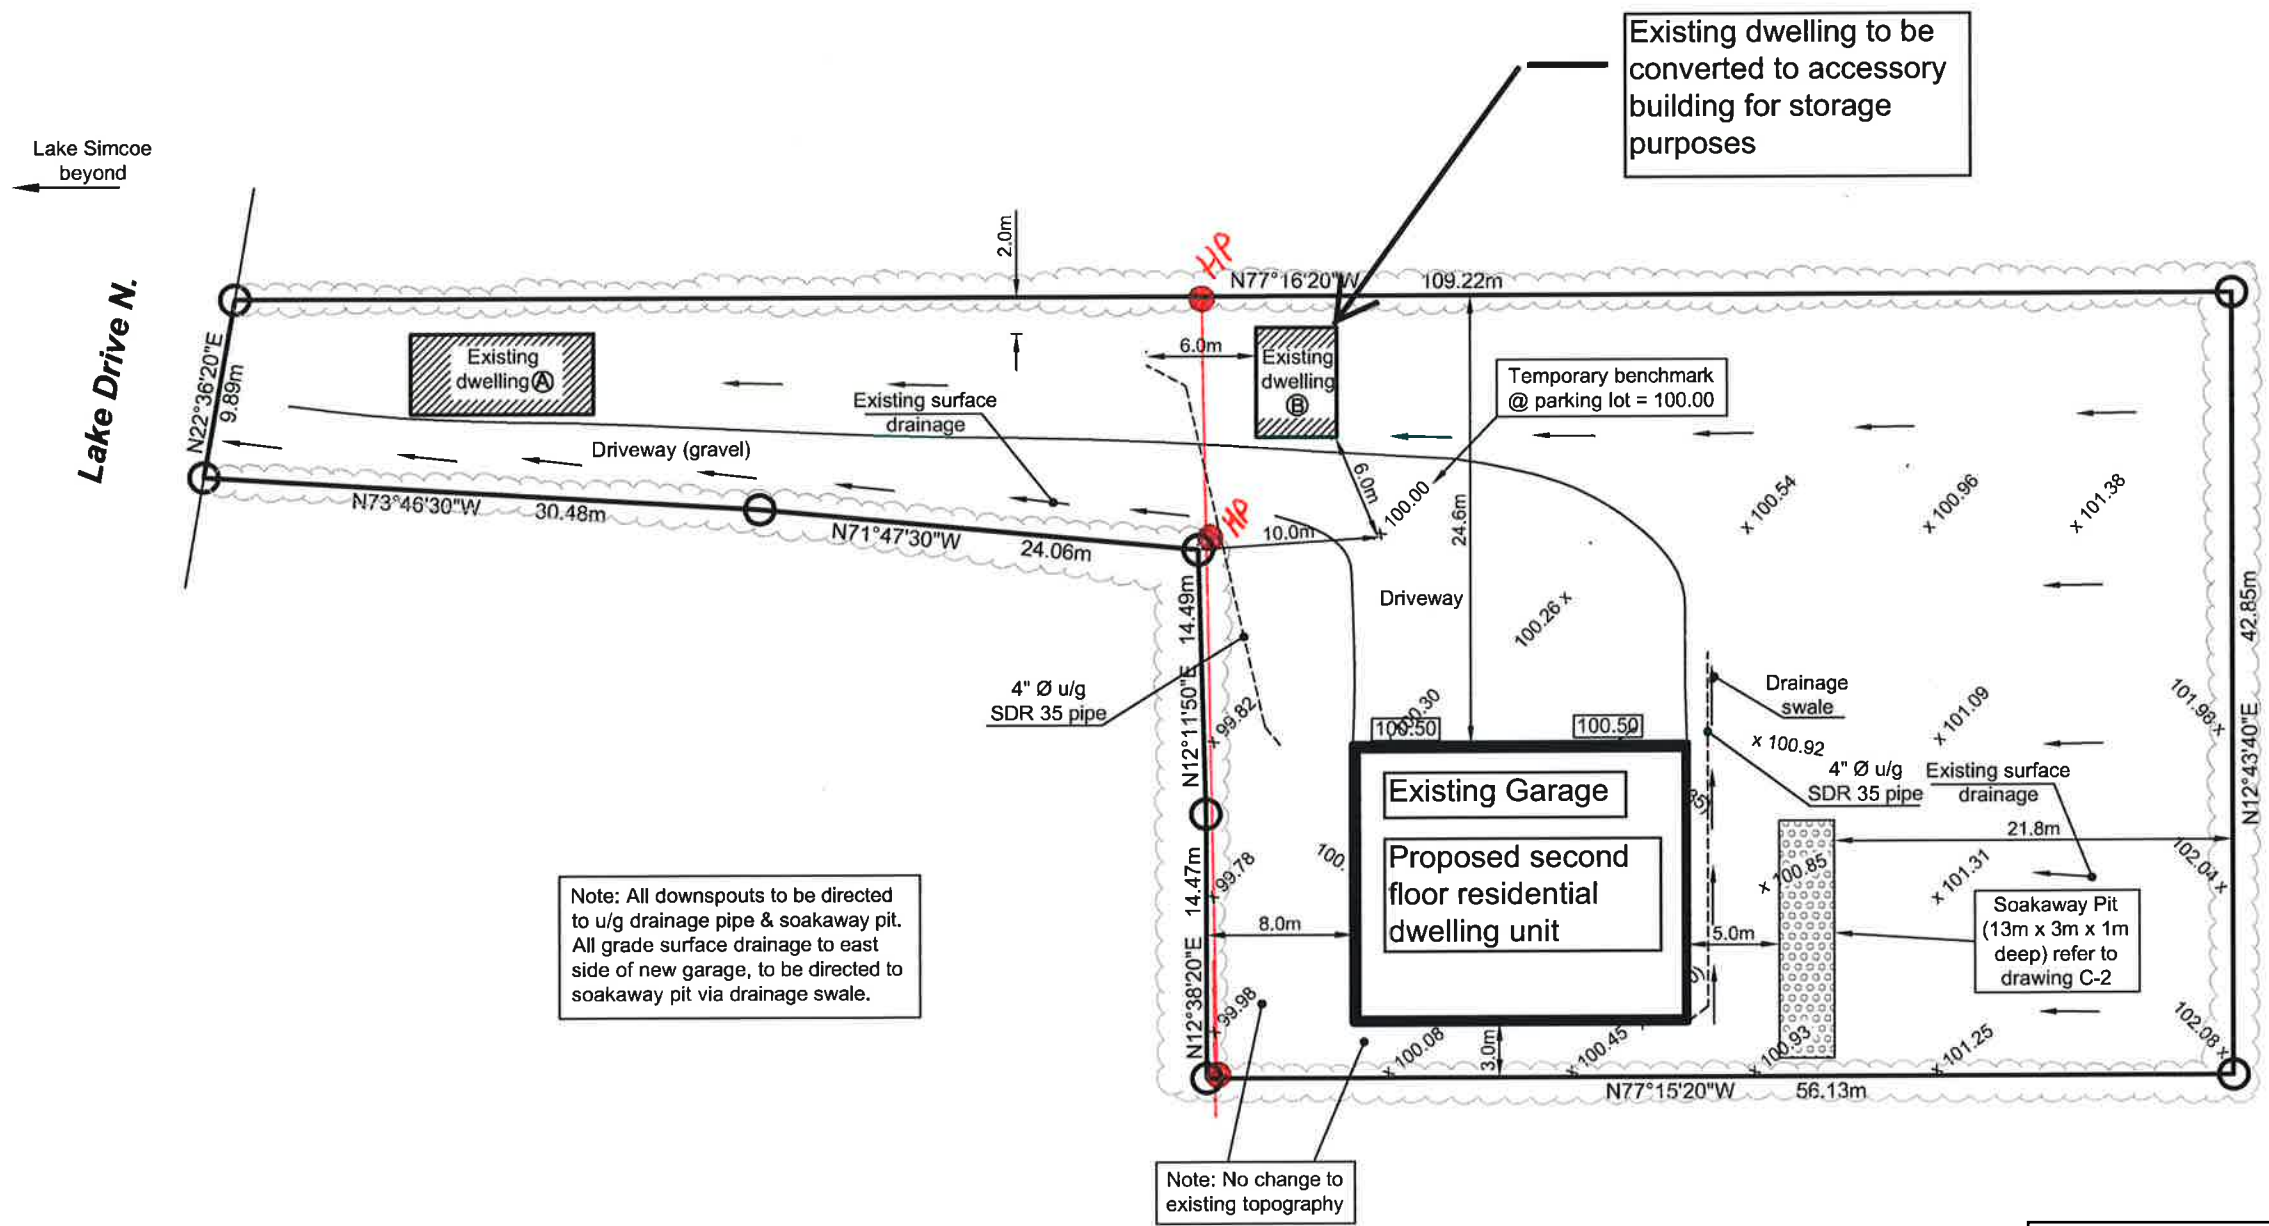 Existing dwelling to be
converted to accessory
building for storage
purposes
Lake Simcoe
beyond
Lake Drive N.
2.0m
HP
N77°16'20"W 109.22m
N22°36'20"E
9.89m
Existing
dwelling Ⓐ
6.0m
Existing
dwelling
Ⓑ
Temporary benchmark
@ parking lot = 100.00
Existing surface
drainage
Driveway (gravel)
N73°46'30"W 30.48m
N71°47'30"W 24.06m
HP
10.0m
6.0m
x 100.00
24.6m
x 100.54
x 100.96
x 101.38
42.85m
N12°43'40"E
14.49m
N12°11'50"E
Driveway
100.26 x
4" Ø u/g
SDR 35 pipe
x 99.82
100.30
100.50
100.50
Drainage
swale
x 100.92
x 101.09
101.98 x
4" Ø u/g
SDR 35 pipe
Existing surface
drainage
Existing Garage
Proposed second
floor residential
dwelling unit
21.8m
14.47m
N12°38'20"E
x 99.78
100.
x 100.85
x 101.31
102.04 x
Note: All downspouts to be directed
to u/g drainage pipe & soakaway pit.
All grade surface drainage to east
side of new garage, to be directed to
soakaway pit via drainage swale.
8.0m
5.0m
Soakaway Pit
(13m x 3m x 1m
deep) refer to
drawing C-2
x 99.98
x 100.08
3.0m
x 100.45
x 100.93
x 101.25
102.08 x
N77°15'20"W 56.13m
Note: No change to
existing topography